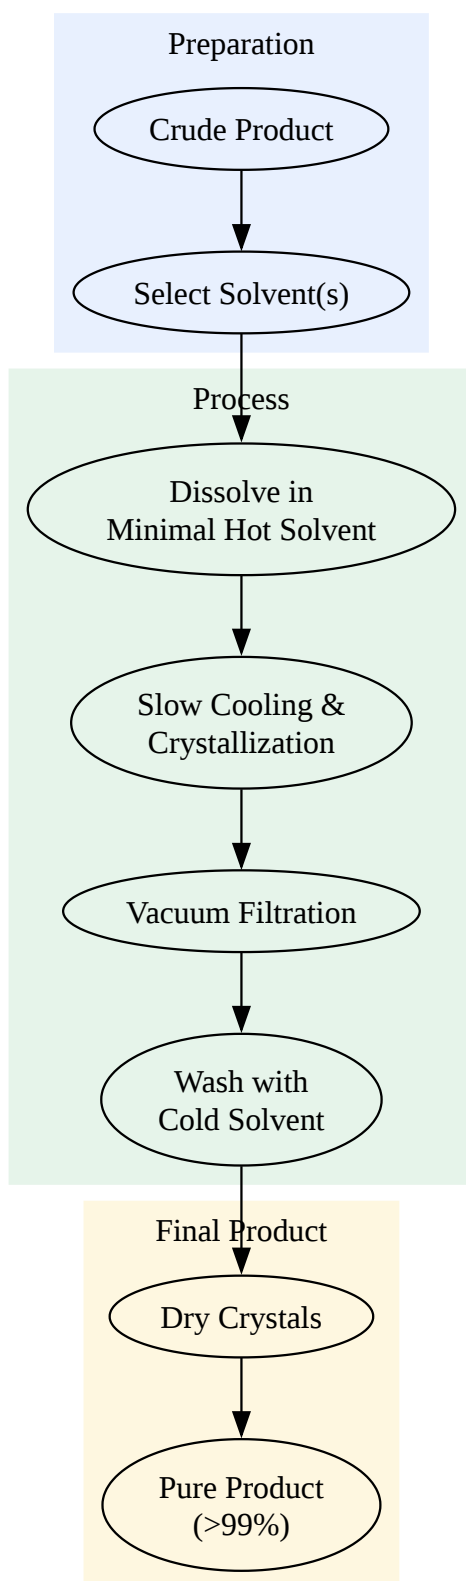 Preparation
Crude Product
Select Solvent(s)
Process
Dissolve in
Minimal Hot Solvent
Slow Cooling &
Crystallization
Vacuum Filtration
Wash with
Cold Solvent
Final Product
Dry Crystals
Pure Product
(>99%)